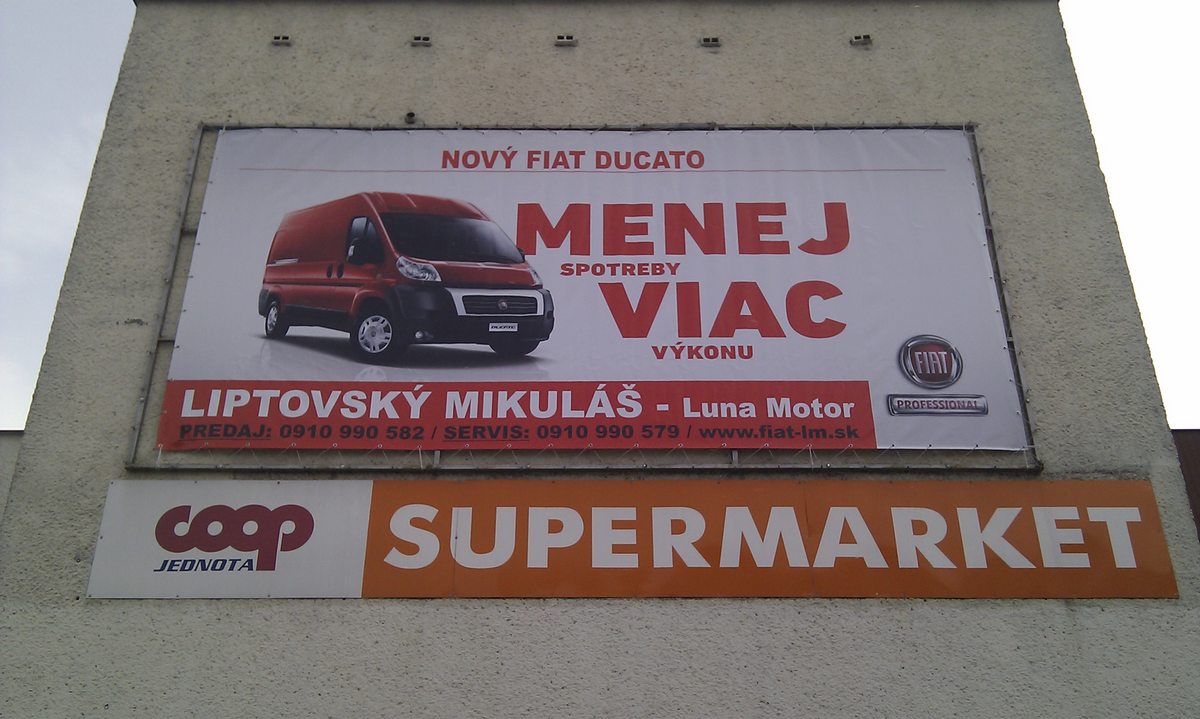 NOVÝ FIAT DUCATO
MENEJ
SPOTREBY
VIAC
VÝKONU
DUCATO
FIAT
PROFESSIONAL
LIPTOVSKÝ MIKULÁŠ - Luna Motor
PREDAJ: 0910 990 582 / SERVIS: 0910 990 579 / www.fiat-lm.sk
coop
JEDNOTA
SUPERMARKET